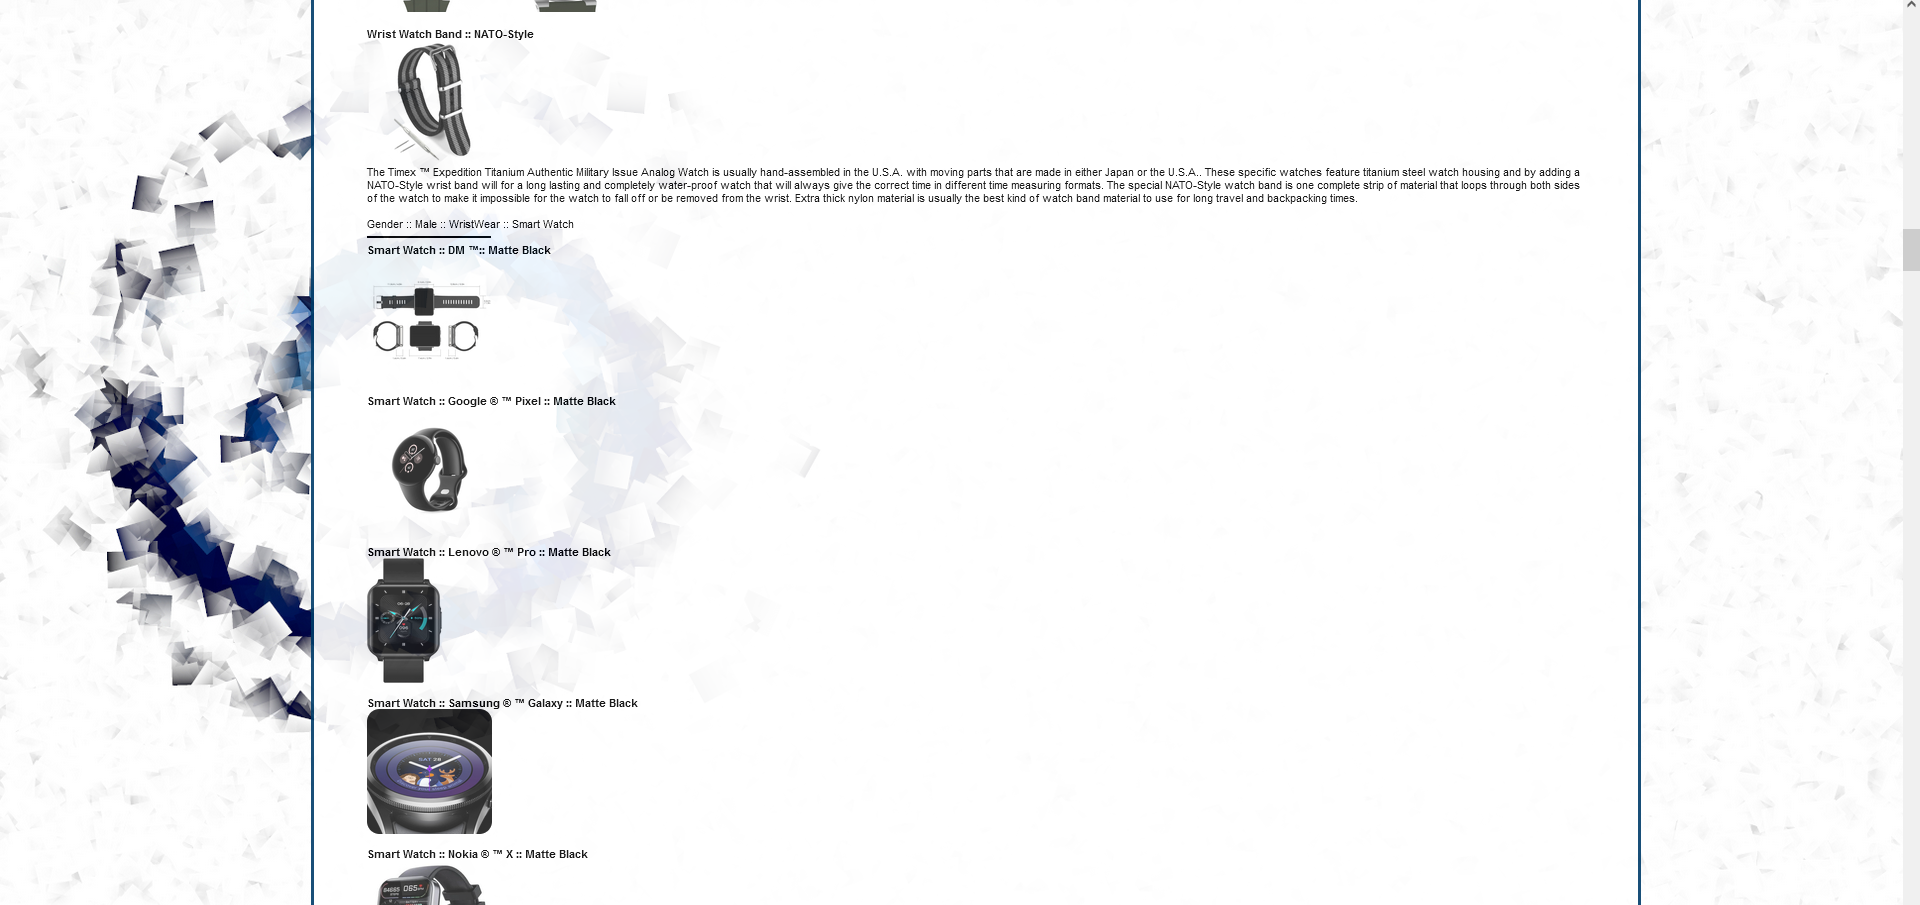 Wrist Watch Band :: NATO-Style
The Timex ™ Expedition Titanium Authentic Military Issue Analog Watch is usually hand-assembled in the U.S.A. with moving parts that are made in either Japan or the U.S.A.. These specific watches feature titanium steel watch housing and by adding a
NATO-Style wrist band will for a long lasting and completely water-proof watch that will always give the correct time in different time measuring formats. The special NATO-Style watch band is one complete strip of material that loops through both sides
of the watch to make it impossible for the watch to fall off or be removed from the wrist. Extra thick nylon material is usually the best kind of watch band material to use for long travel and backpacking times.
Gender :: Male :: WristWear :: Smart Watch
Smart Watch :: DM ™:: Matte Black
Smart Watch :: Google ® ™ Pixel :: Matte Black
Smart Watch :: Lenovo ® ™ Pro :: Matte Black
Smart Watch :: Samsung ® ™ Galaxy :: Matte Black
SAT 28
Smart Watch :: Nokia ® ™ X :: Matte Black
04665 065